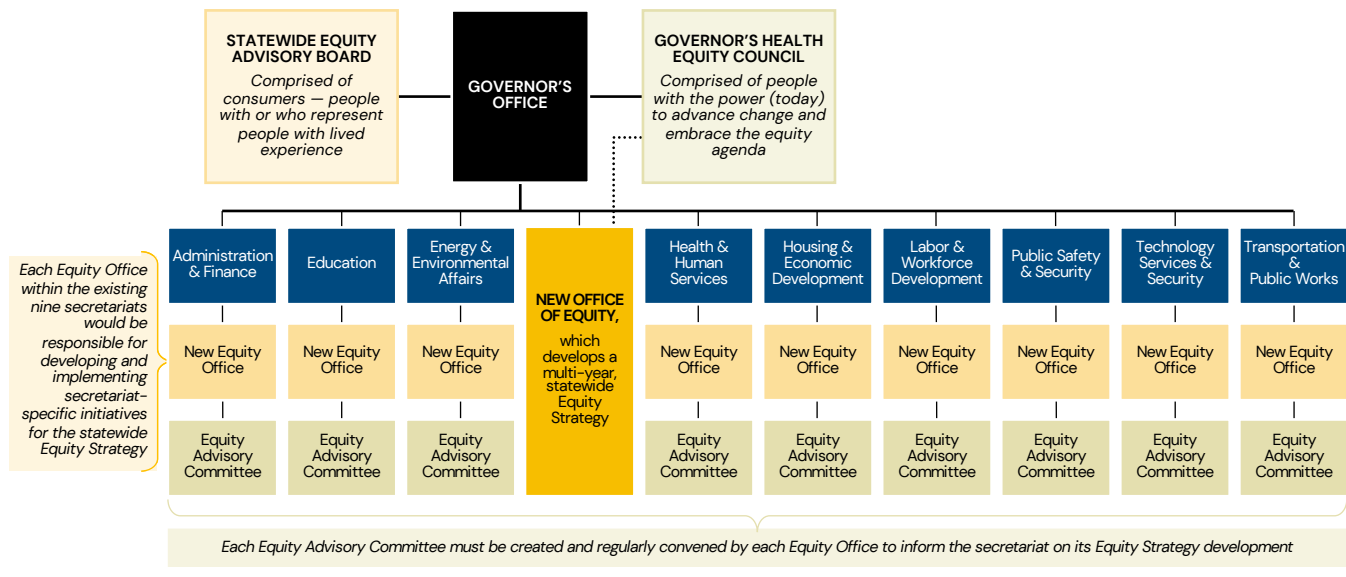 STATEWIDE EQUITY
ADVISORY BOARD
Comprised of
consumers — people
with or who represent
people with lived
experience
GOVERNOR'S
OFFICE
GOVERNOR'S HEALTH
EQUITY COUNCIL
Comprised of people
with the power (today)
to advance change and
embrace the equity
agenda
Each Equity Office
within the existing
nine secretariats
would be
responsible for
developing and
implementing
secretariat-
specific initiatives
for the statewide
Equity Strategy
Administration
& Finance
Education
Energy &
Environmental
Affairs
NEW OFFICE
OF EQUITY,
which
develops a
multi-year,
statewide
Equity
Strategy
Health &
Human
Services
Housing &
Economic
Development
Labor &
Workforce
Development
Public Safety
& Security
Technology
Services &
Security
Transportation
&
Public Works
New Equity
Office
New Equity
Office
New Equity
Office
New Equity
Office
New Equity
Office
New Equity
Office
New Equity
Office
New Equity
Office
New Equity
Office
Equity
Advisory
Committee
Equity
Advisory
Committee
Equity
Advisory
Committee
Equity
Advisory
Committee
Equity
Advisory
Committee
Equity
Advisory
Committee
Equity
Advisory
Committee
Equity
Advisory
Committee
Equity
Advisory
Committee
Each Equity Advisory Committee must be created and regularly convened by each Equity Office to inform the secretariat on its Equity Strategy development